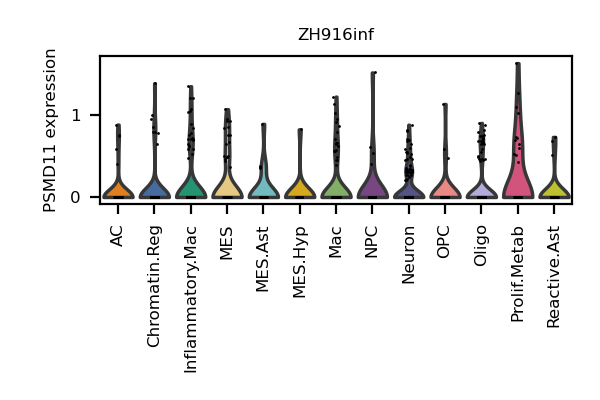 ZH916inf
PSMD11 expression
1
0
AC
Chromatin.Reg
Inflammatory.Mac
MES
MES.Ast
MES.Hyp
Mac
NPC
Neuron
OPC
Oligo
Prolif.Metab
Reactive.Ast